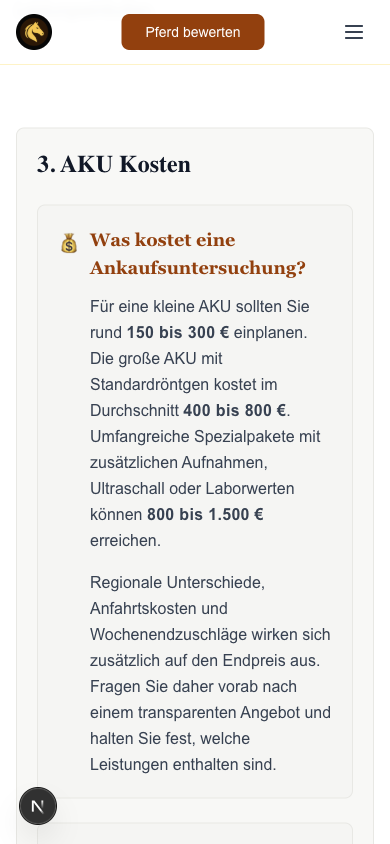 Pferd bewerten
3. AKU Kosten
Was kostet eine
Ankaufsuntersuchung?
Für eine kleine AKU sollten Sie
rund 150 bis 300 € einplanen.
Die große AKU mit
Standardröntgen kostet im
Durchschnitt 400 bis 800 €.
Umfangreiche Spezialpakete mit
zusätzlichen Aufnahmen,
Ultraschall oder Laborwerten
können 800 bis 1.500 €
erreichen.
Regionale Unterschiede,
Anfahrtskosten und
Wochenendzuschläge wirken sich
zusätzlich auf den Endpreis aus.
Fragen Sie daher vorab nach
einem transparenten Angebot und
halten Sie fest, welche
Leistungen enthalten sind.
N